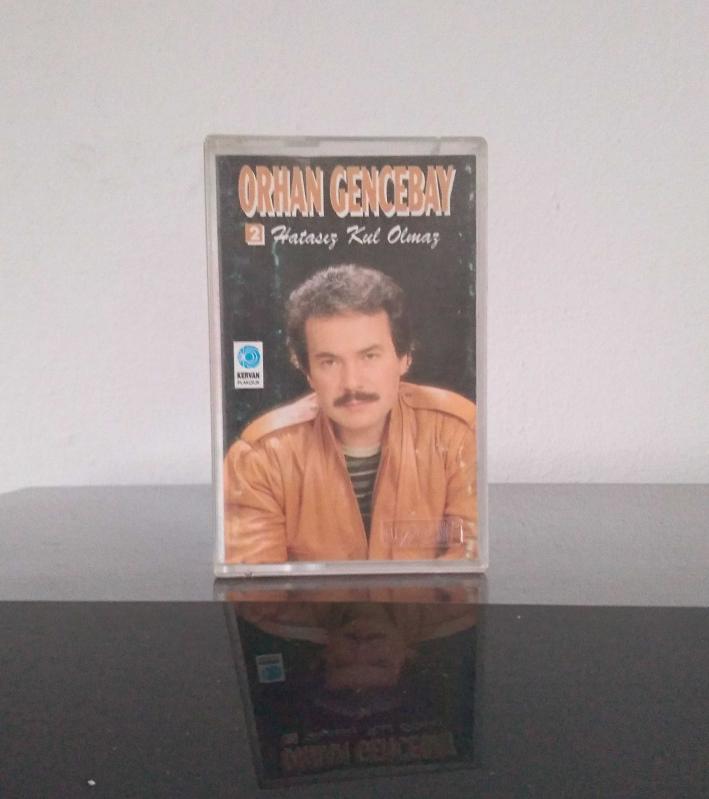 ORHAN GENCEBAY
2 Hatasız Kul Olmaz
KERVAN
PLAKÇILIK